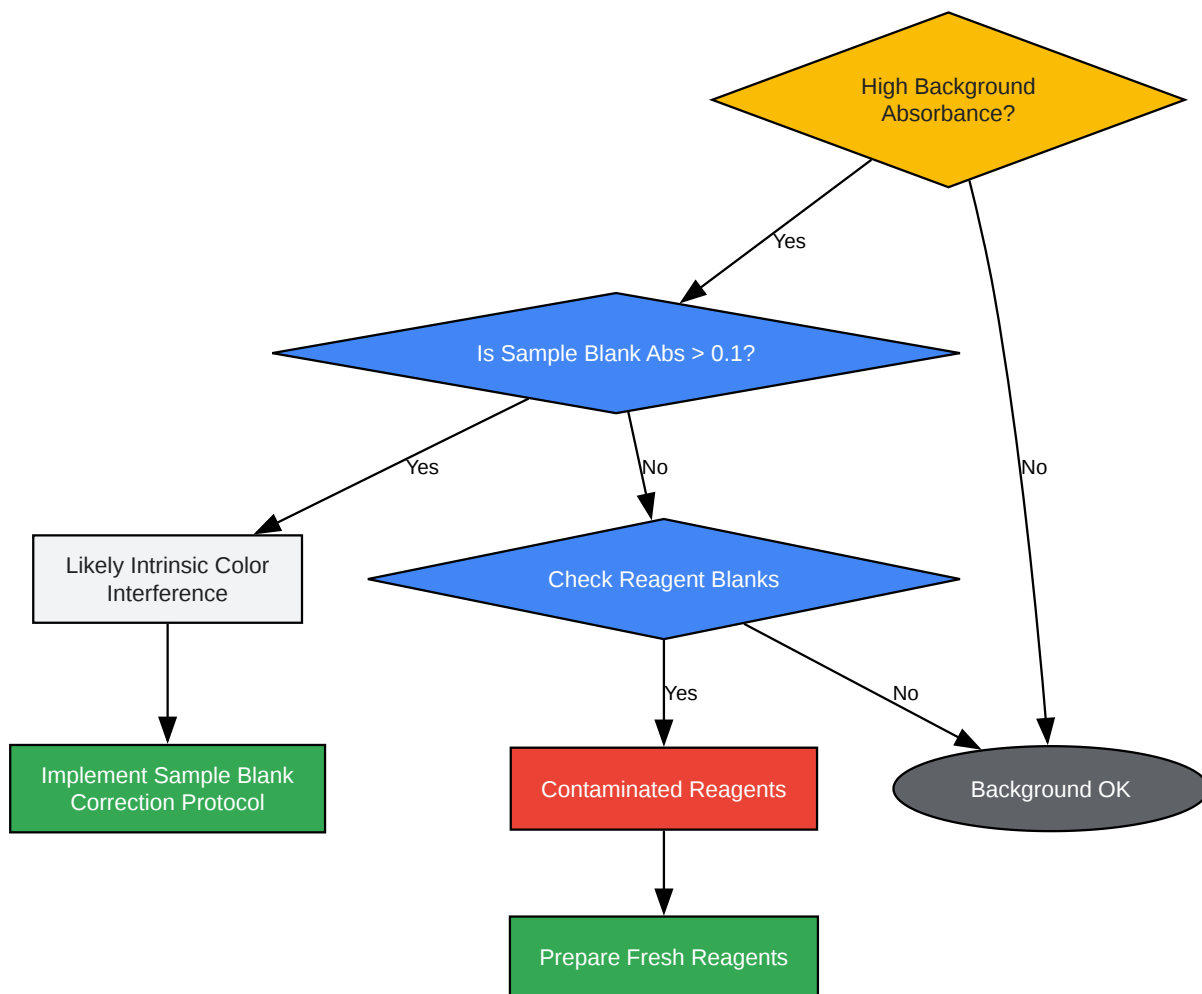 High Background
Absorbance?
Yes
Is Sample Blank Abs > 0.1?
Yes
No
No
Likely Intrinsic Color
Interference
Check Reagent Blanks
Yes
No
Implement Sample Blank
Correction Protocol
Contaminated Reagents
Background OK
Prepare Fresh Reagents